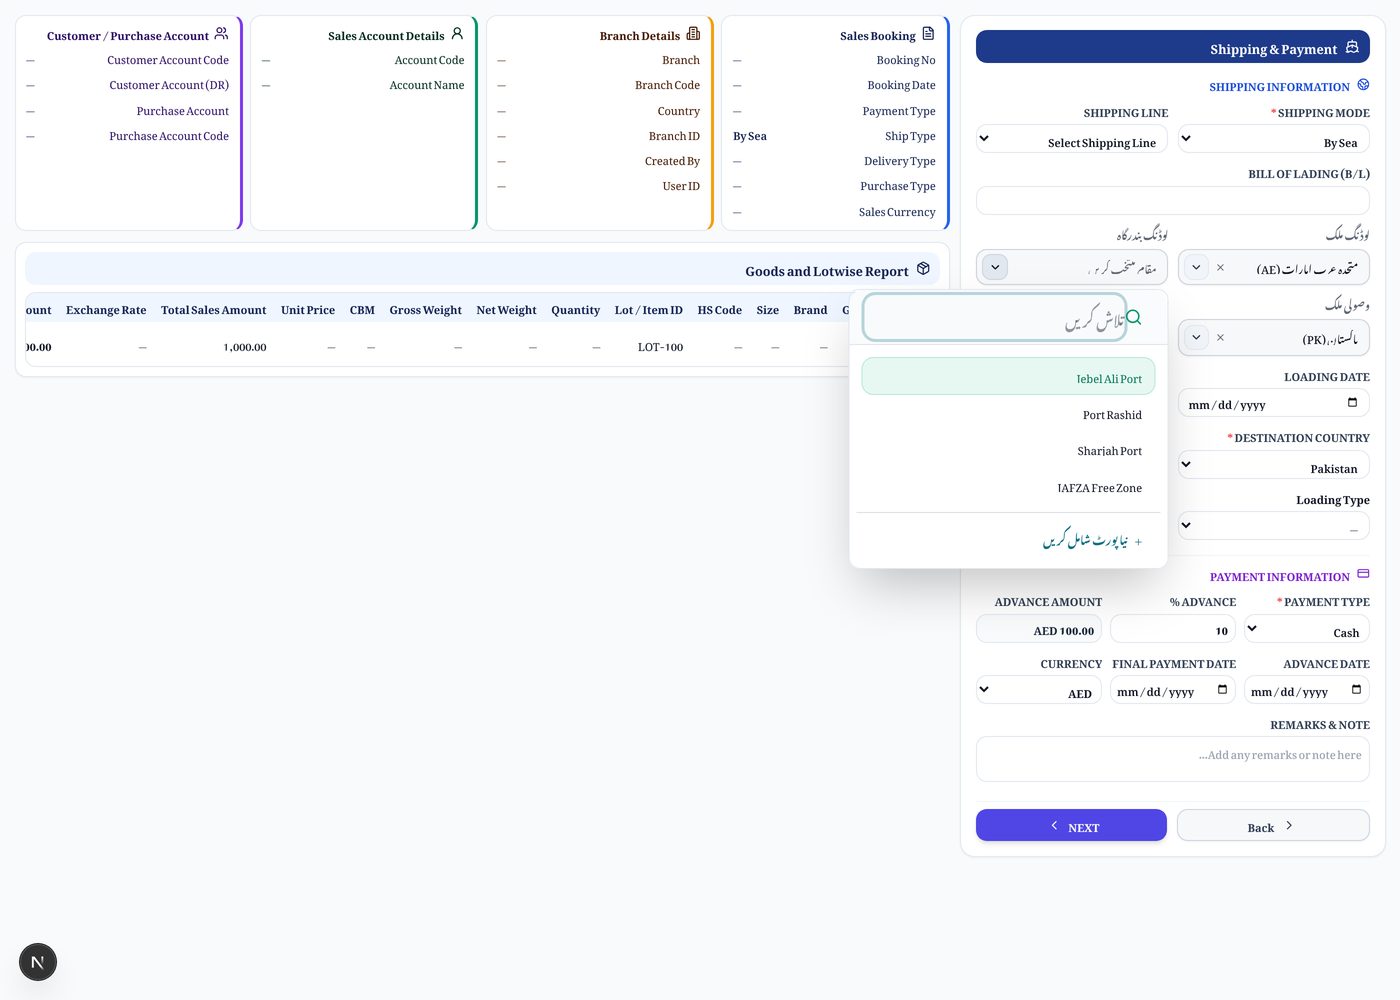 Shipping & Payment
SHIPPING INFORMATION
* SHIPPING MODE
SHIPPING LINE
By Sea
Select Shipping Line
BILL OF LADING (B/L)
لوڈنگ ملک
لوڈنگ بندرگاہ
متحدہ عرب امارات (AE)
مقام منتخب کریں
وصولی ملک
پاکستان (PK)
تلاش کریں
Jebel Ali Port
Port Rashid
Sharjah Port
JAFZA Free Zone
+ نیا پورٹ شامل کریں
LOADING DATE
mm/dd/yyyy
* DESTINATION COUNTRY
Pakistan
Loading Type
—
PAYMENT INFORMATION
* PAYMENT TYPE
% ADVANCE
ADVANCE AMOUNT
Cash
10
AED 100.00
ADVANCE DATE
FINAL PAYMENT DATE
CURRENCY
mm/dd/yyyy
mm/dd/yyyy
AED
REMARKS & NOTE
...Add any remarks or note here
Back
NEXT
Sales Booking
Booking No —
Booking Date —
Payment Type —
Ship Type By Sea
Delivery Type —
Purchase Type —
Sales Currency —
Branch Details
Branch —
Branch Code —
Country —
Branch ID —
Created By —
User ID —
Sales Account Details
Account Code —
Account Name —
Customer / Purchase Account
Customer Account Code —
Customer Account (DR) —
Purchase Account —
Purchase Account Code —
Goods and Lotwise Report
Brand Size HS Code Lot / Item ID Quantity Net Weight Gross Weight CBM Unit Price Total Sales Amount Exchange Rate
— — — LOT-100 — — — — — 1,000.00 —
N